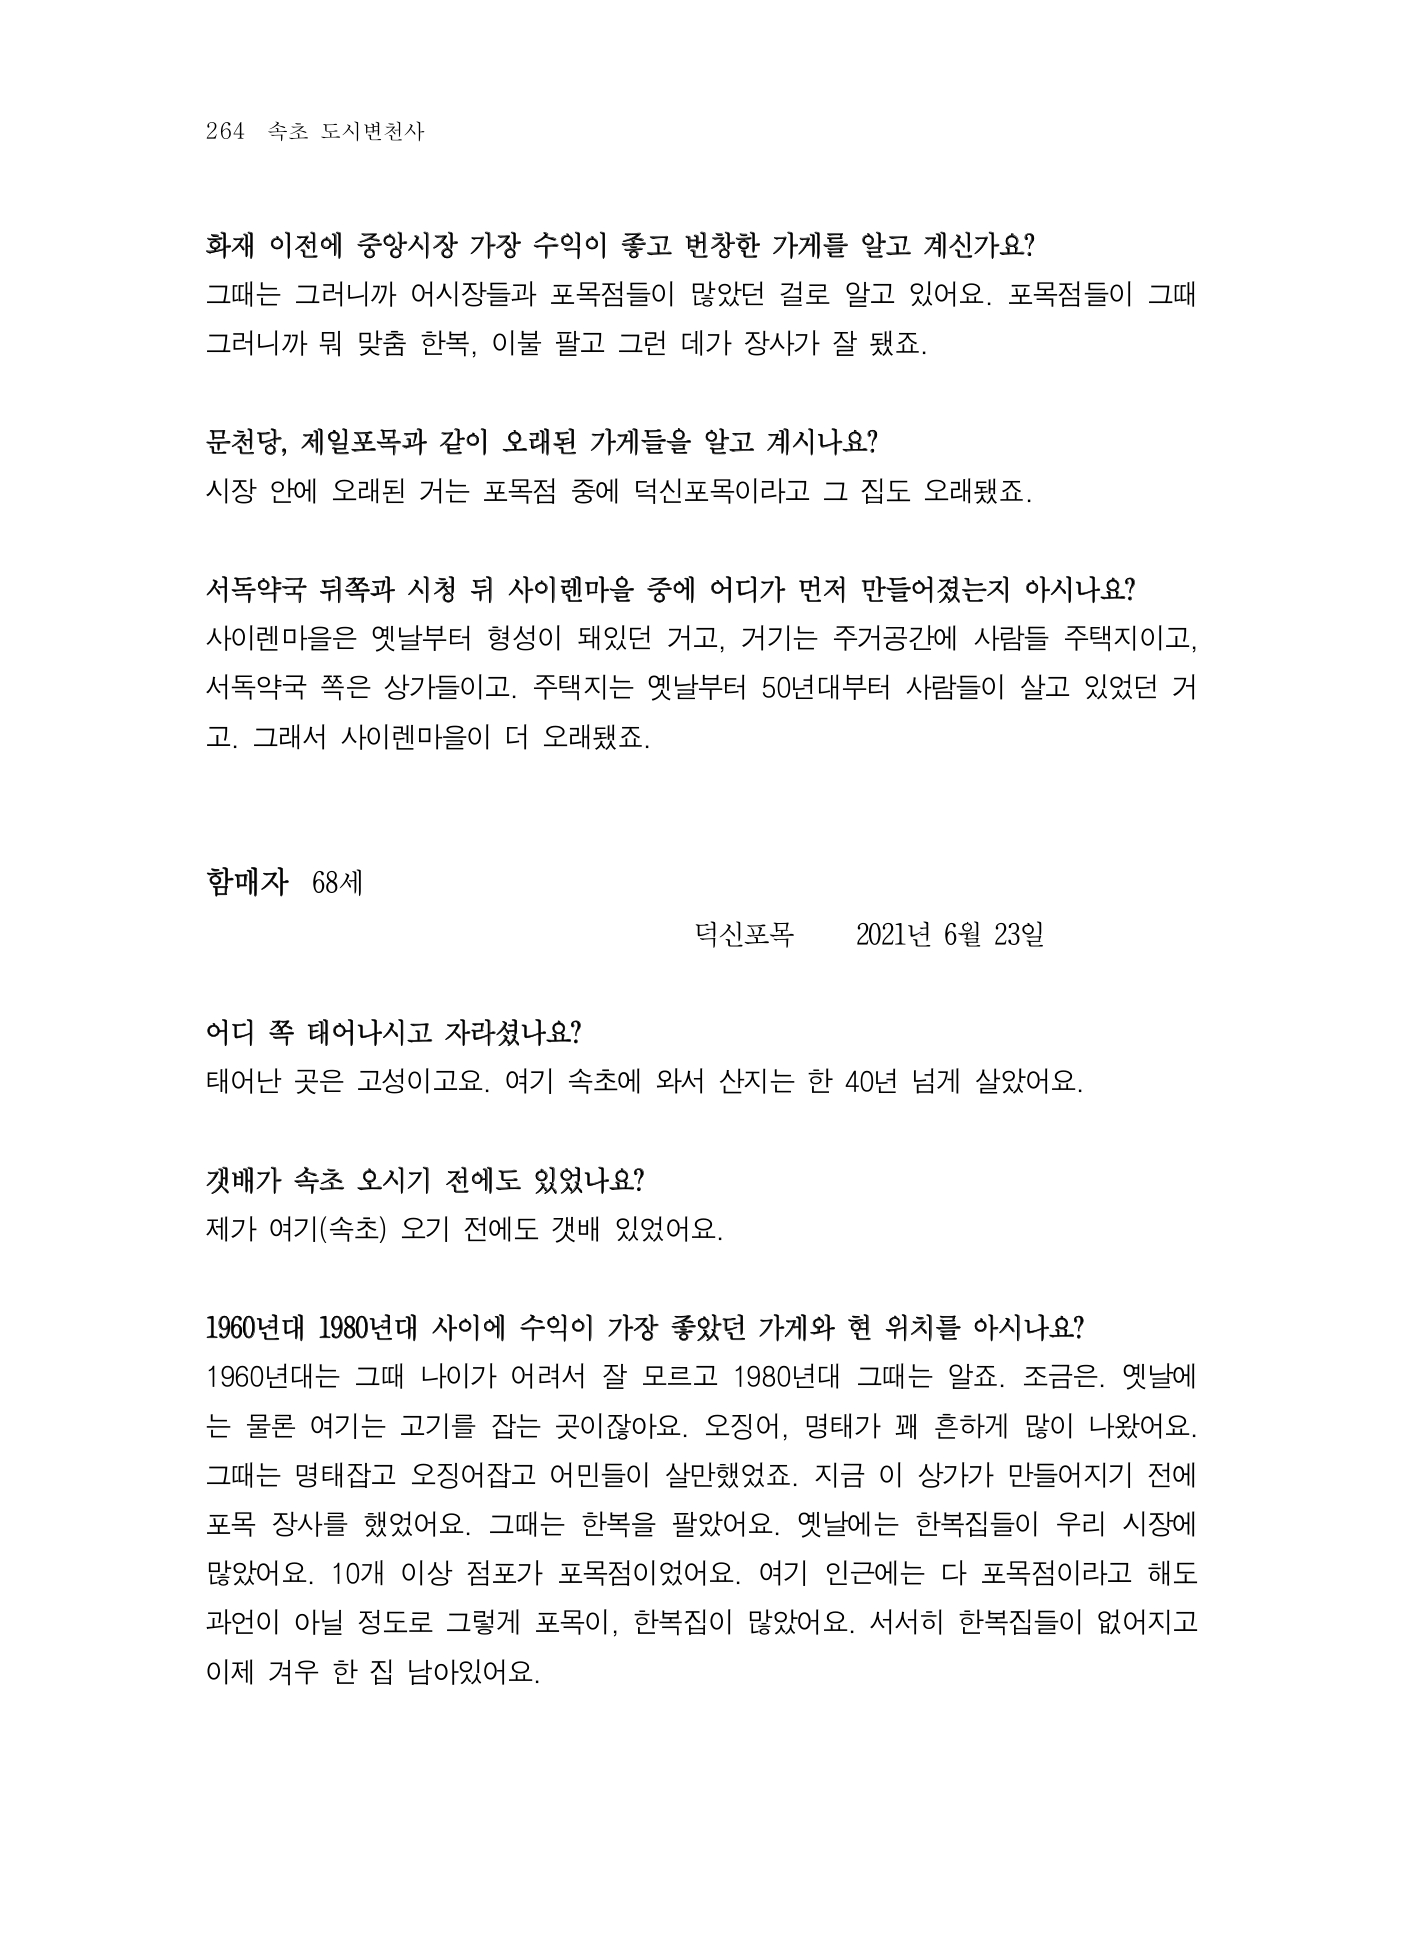 264 속초 도시변천사
화재 이전에 중앙시장 가장 수익이 좋고 번창한 가게를 알고 계신가요?
그때는 그러니까 어시장들과 포목점들이 많았던 걸로 알고 있어요. 포목점들이 그때
그러니까 뭐 맞춤 한복, 이불 팔고 그런 데가 장사가 잘 됐죠.
문천당, 제일포목과 같이 오래된 가게들을 알고 계시나요?
시장 안에 오래된 거는 포목점 중에 덕신포목이라고 그 집도 오래됐죠.
서독약국 뒤쪽과 시청 뒤 사이렌마을 중에 어디가 먼저 만들어졌는지 아시나요?
사이렌마을은 옛날부터 형성이 돼있던 거고, 거기는 주거공간에 사람들 주택지이고,
서독약국 쪽은 상가들이고. 주택지는 옛날부터 50년대부터 사람들이 살고 있었던 거
고. 그래서 사이렌마을이 더 오래됐죠.
함매자 68세
덕신포목 2021년 6월 23일
어디 쪽 태어나시고 자라셨나요?
태어난 곳은 고성이고요. 여기 속초에 와서 산지는 한 40년 넘게 살았어요.
갯배가 속초 오시기 전에도 있었나요?
제가 여기(속초) 오기 전에도 갯배 있었어요.
1960년대 1980년대 사이에 수익이 가장 좋았던 가게와 현 위치를 아시나요?
1960년대는 그때 나이가 어려서 잘 모르고 1980년대 그때는 알죠. 조금은. 옛날에
는 물론 여기는 고기를 잡는 곳이잖아요. 오징어, 명태가 꽤 흔하게 많이 나왔어요.
그때는 명태잡고 오징어잡고 어민들이 살만했었죠. 지금 이 상가가 만들어지기 전에
포목 장사를 했었어요. 그때는 한복을 팔았어요. 옛날에는 한복집들이 우리 시장에
많았어요. 10개 이상 점포가 포목점이었어요. 여기 인근에는 다 포목점이라고 해도
과언이 아닐 정도로 그렇게 포목이, 한복집이 많았어요. 서서히 한복집들이 없어지고
이제 겨우 한 집 남아있어요.